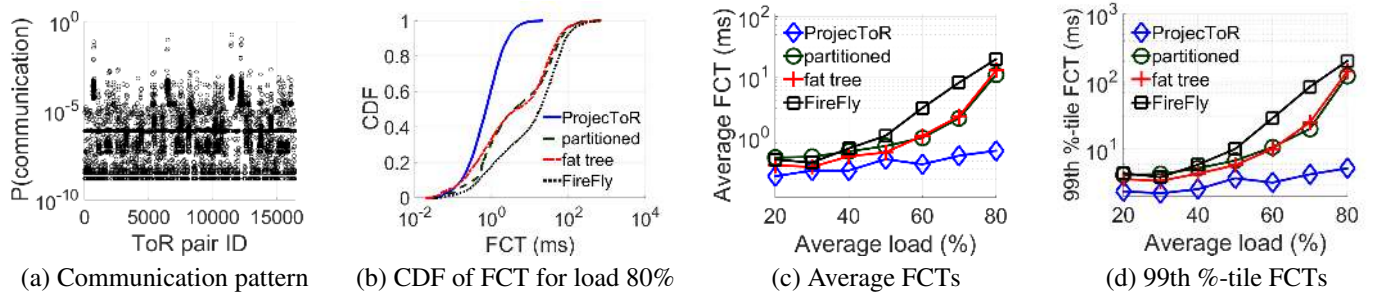 P(communication)
10^0
10^-5
10^-10
0 5000 10000 15000
ToR pair ID
(a) Communication pattern
CDF
1
0.8
0.6
0.4
0.2
0
ProjecToR
partitioned
fat tree
FireFly
10^-2 10^0 10^2 10^4
FCT (ms)
(b) CDF of FCT for load 80%
Average FCT (ms)
10^2
10^1
10^0
ProjecToR
partitioned
fat tree
FireFly
20 40 60 80
Average load (%)
(c) Average FCTs
99th %-tile FCT (ms)
10^3
10^2
10^1
ProjecToR
partitioned
fat tree
FireFly
20 40 60 80
Average load (%)
(d) 99th %-tile FCTs